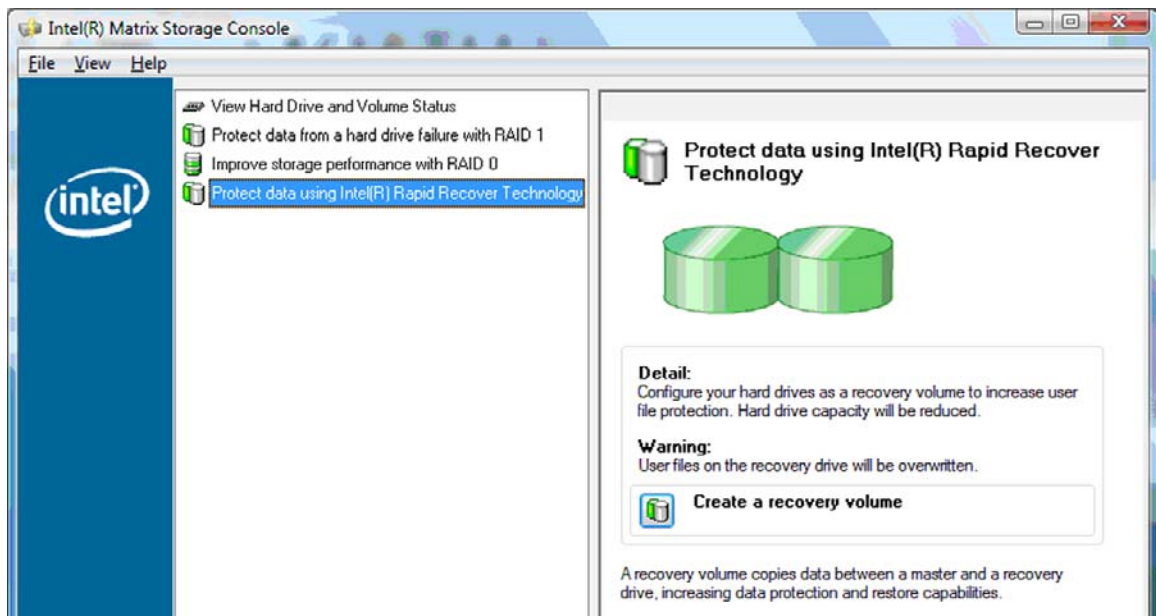 Intel(R) Matrix Storage Console
File View Help
intel
View Hard Drive and Volume Status
Protect data from a hard drive failure with RAID 1
Improve storage performance with RAID 0
Protect data using Intel(R) Rapid Recover Technology
Protect data using Intel(R) Rapid Recover
Technology
Detail:
Configure your hard drives as a recovery volume to increase user
file protection. Hard drive capacity will be reduced.
Warning:
User files on the recovery drive will be overwritten.
Create a recovery volume
A recovery volume copies data between a master and a recovery
drive, increasing data protection and restore capabilities.